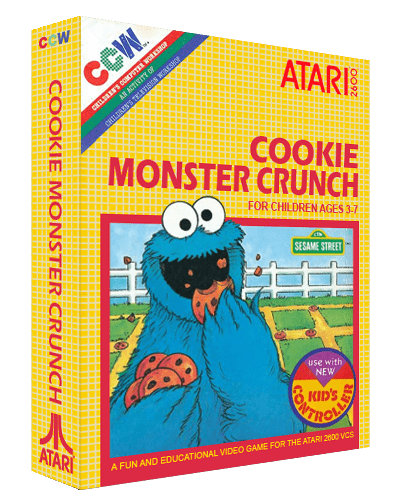 CCW
COOKIE MONSTER CRUNCH
ATARI
CCW
CHILDREN'S COMPUTER WORKSHOP
AN ACTIVITY OF
CHILDREN'S TELEVISION WORKSHOP
ATARI 2600
COOKIE
MONSTER CRUNCH
FOR CHILDREN AGES 3-7
SESAME STREET
use with
NEW
KID'S
CONTROLLER
A FUN AND EDUCATIONAL VIDEO GAME FOR THE ATARI 2600 VCS